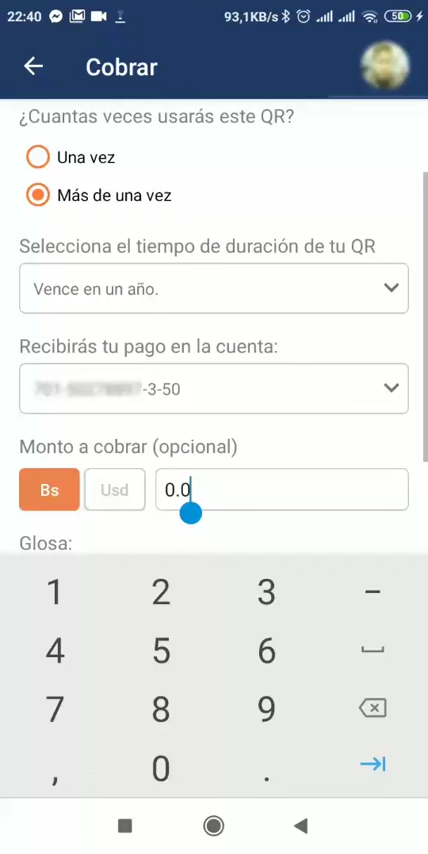 22:40 93,1KB/s 50
Cobrar
¿Cuantas veces usarás este QR?
Una vez
Más de una vez
Selecciona el tiempo de duración de tu QR
Vence en un año.
Recibirás tu pago en la cuenta:
-3-50
Monto a cobrar (opcional)
Bs Usd 0.0
Glosa:
1 2 3 -
4 5 6
7 8 9
, 0 .